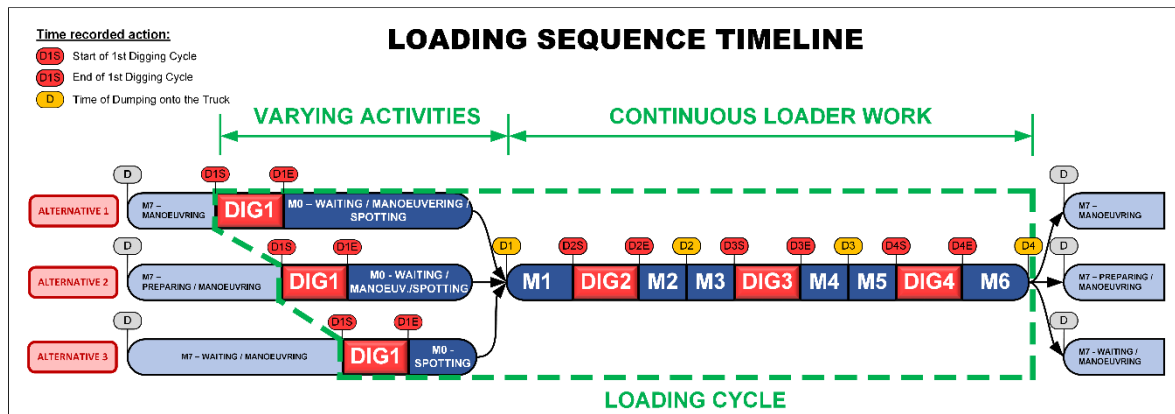 LOADING SEQUENCE TIMELINE
Time recorded action:
D1S Start of 1st Digging Cycle
D1S End of 1st Digging Cycle
D Time of Dumping onto the Truck
VARYING ACTIVITIES
CONTINUOUS LOADER WORK
D
D1S
D1E
D
ALTERNATIVE 1
M7 –
MANOEUVRING
DIG1
M0 – WAITING / MANOEUVERING /
SPOTTING
M7 –
MANOEUVRING
D
D1S
D1E
D1
D2S
D2E
D2
D3S
D3E
D3
D4S
D4E
D4
D
ALTERNATIVE 2
M7 –
PREPARING / MANOEUVRING
DIG1
M0 - WAITING /
MANOEUV./SPOTTING
M1
DIG2
M2
M3
DIG3
M4
M5
DIG4
M6
M7 – PREPARING /
MANOEUVRING
D
D1S
D1E
D
ALTERNATIVE 3
M7 – WAITING / MANOEUVRING
DIG1
M0 -
SPOTTING
M7 - WAITING /
MANOEUVRING
LOADING CYCLE